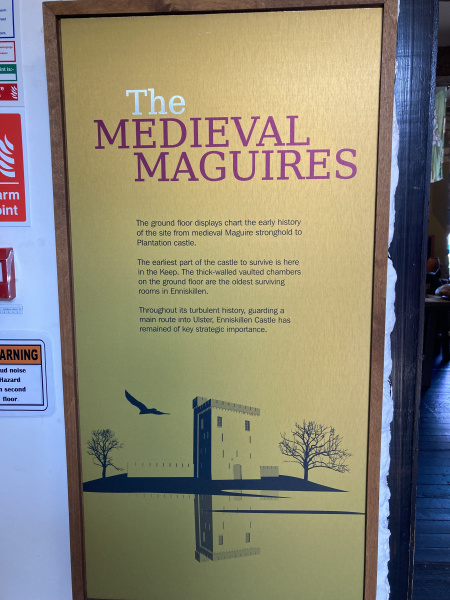 The
MEDIEVAL
MAGUIRES
The ground floor displays chart the early history
of the site from medieval Maguire stronghold to
Plantation castle.
The earliest part of the castle to survive is here
in the Keep. The thick-walled vaulted chambers
on the ground floor are the oldest surviving
rooms in Enniskillen.
Throughout its turbulent history, guarding a
main route into Ulster, Enniskillen Castle has
remained of key strategic importance.
arm
oint
ARNING
ud noise
Hazard
n second
floor